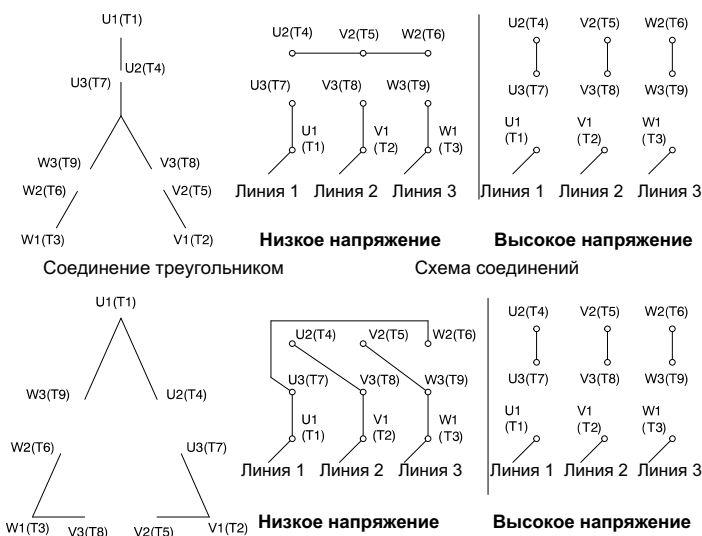 U1(T1)
U2(T4)
U3(T7)
W3(T9) V3(T8)
W2(T6) V2(T5)
W1(T3) V1(T2)
U2(T4) V2(T5) W2(T6)
U3(T7) V3(T8) W3(T9)
U1 V1 W1
(T1) (T2) (T3)
Линия 1 Линия 2 Линия 3
Низкое напряжение
U2(T4) V2(T5) W2(T6)
U3(T7) V3(T8) W3(T9)
U1 V1 W1
(T1) (T2) (T3)
Линия 1 Линия 2 Линия 3
Высокое напряжение
Соединение треугольником Схема соединений
U1(T1)
W3(T9) U2(T4)
W2(T6) U3(T7)
W1(T3) V3(T8) V2(T5) V1(T2)
U2(T4) V2(T5) W2(T6)
U3(T7) V3(T8) W3(T9)
U1 V1 W1
(T1) (T2) (T3)
Линия 1 Линия 2 Линия 3
Низкое напряжение
U2(T4) V2(T5) W2(T6)
U3(T7) V3(T8) W3(T9)
U1 V1 W1
(T1) (T2) (T3)
Линия 1 Линия 2 Линия 3
Высокое напряжение